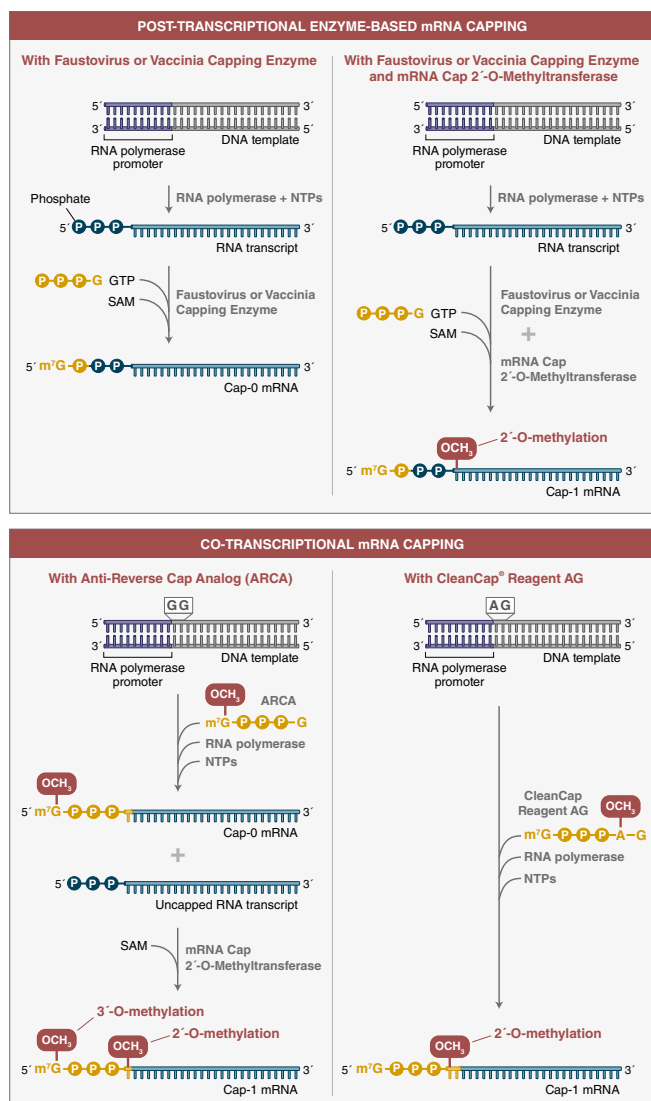 POST-TRANSCRIPTIONAL ENZYME-BASED mRNA CAPPING
With Faustovirus or Vaccinia Capping Enzyme
5´ 3´
3´ 5´
RNA polymerase
promoter
DNA template
Phosphate
RNA polymerase + NTPs
5´ P P P 3´
RNA transcript
P P P G GTP
SAM
Faustovirus or Vaccinia
Capping Enzyme
5´ m⁷G P P P 3´
Cap-0 mRNA
With Faustovirus or Vaccinia Capping Enzyme
and mRNA Cap 2´-O-Methyltransferase
5´ 3´
3´ 5´
RNA polymerase
promoter
DNA template
RNA polymerase + NTPs
5´ P P P 3´
RNA transcript
P P P G GTP
SAM
Faustovirus or Vaccinia
Capping Enzyme
+
mRNA Cap
2´-O-Methyltransferase
OCH₃
2´-O-methylation
5´ m⁷G P P P 3´
Cap-1 mRNA
CO-TRANSCRIPTIONAL mRNA CAPPING
With Anti-Reverse Cap Analog (ARCA)
GG
5´ 3´
3´ 5´
RNA polymerase
promoter
DNA template
OCH₃
ARCA
m⁷G P P P G
RNA polymerase
NTPs
OCH₃
5´ m⁷G P P P 3´
Cap-0 mRNA
+
5´ P P P 3´
Uncapped RNA transcript
SAM
mRNA Cap
2´-O-Methyltransferase
3´-O-methylation
OCH₃
2´-O-methylation
OCH₃
5´ m⁷G P P P 3´
Cap-1 mRNA
With CleanCap® Reagent AG
AG
5´ 3´
3´ 5´
RNA polymerase
promoter
DNA template
CleanCap
Reagent AG
OCH₃
m⁷G P P P A G
RNA polymerase
NTPs
OCH₃
2´-O-methylation
5´ m⁷G P P P 3´
Cap-1 mRNA